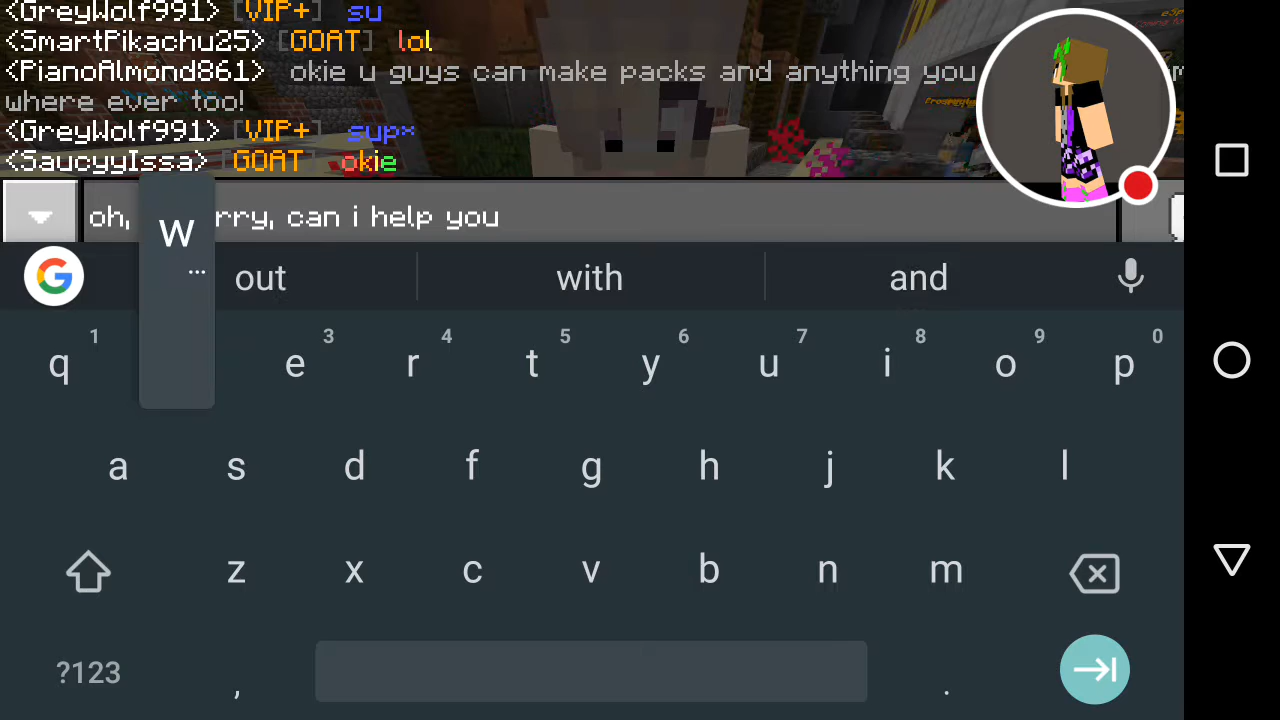 <GreyWolf991> [VIP+] su
<SmartPikachu25> [GOAT] lol
<PianoAlmond861> okie u guys can make packs and anything you
where ever too!
<GreyWolf991> [VIP+] sup×
<SaucyyIssa> [GOAT] okie
oh, rry, can i help you
w
...
out with and
1 3 4 5 6 7 8 9 0
q e r t y u i o p
a s d f g h j k l
z x c v b n m
?123 , .